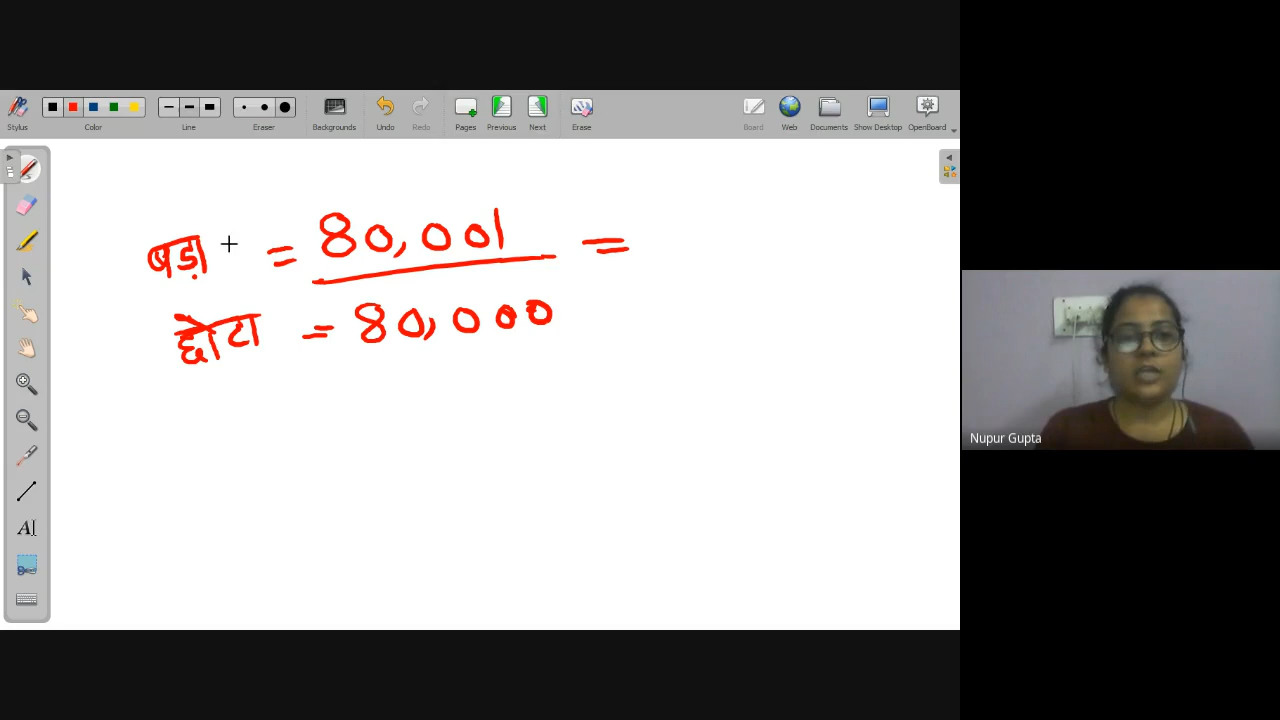 Stylus Color Line Eraser Backgrounds Undo Redo Pages Previous Next Erase Board Web Documents Show Desktop OpenBoard
बडा़ = 80,001 =
छोटा = 80,000
A
Nupur Gupta